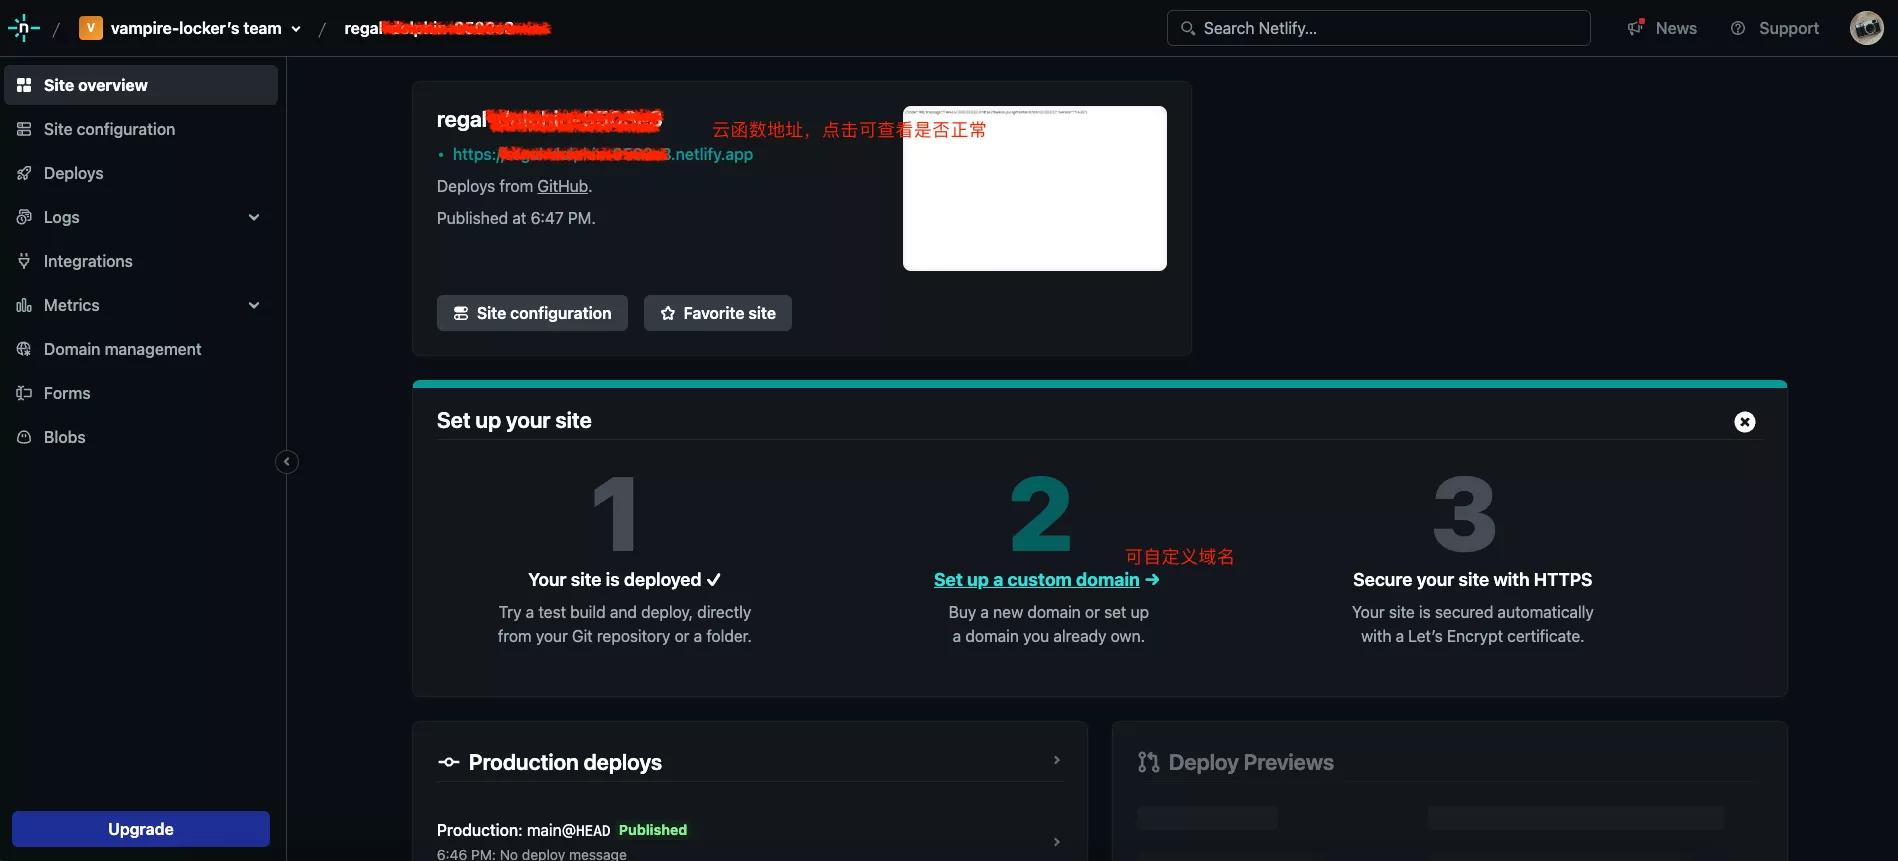 vampire-locker's team
regal
Search Netlify...
News
Support
Site overview
Site configuration
Deploys
Logs
Integrations
Metrics
Domain management
Forms
Blobs
Upgrade
regal
云函数地址，点击可查看是否正常
https:/ .netlify.app
Deploys from GitHub.
Published at 6:47 PM.
Site configuration
Favorite site
Set up your site
1
Your site is deployed ✓
Try a test build and deploy, directly
from your Git repository or a folder.
2
可自定义域名
Set up a custom domain →
Buy a new domain or set up
a domain you already own.
3
Secure your site with HTTPS
Your site is secured automatically
with a Let's Encrypt certificate.
Production deploys
Production: main@HEAD Published
6:46 PM: No deploy message
Deploy Previews